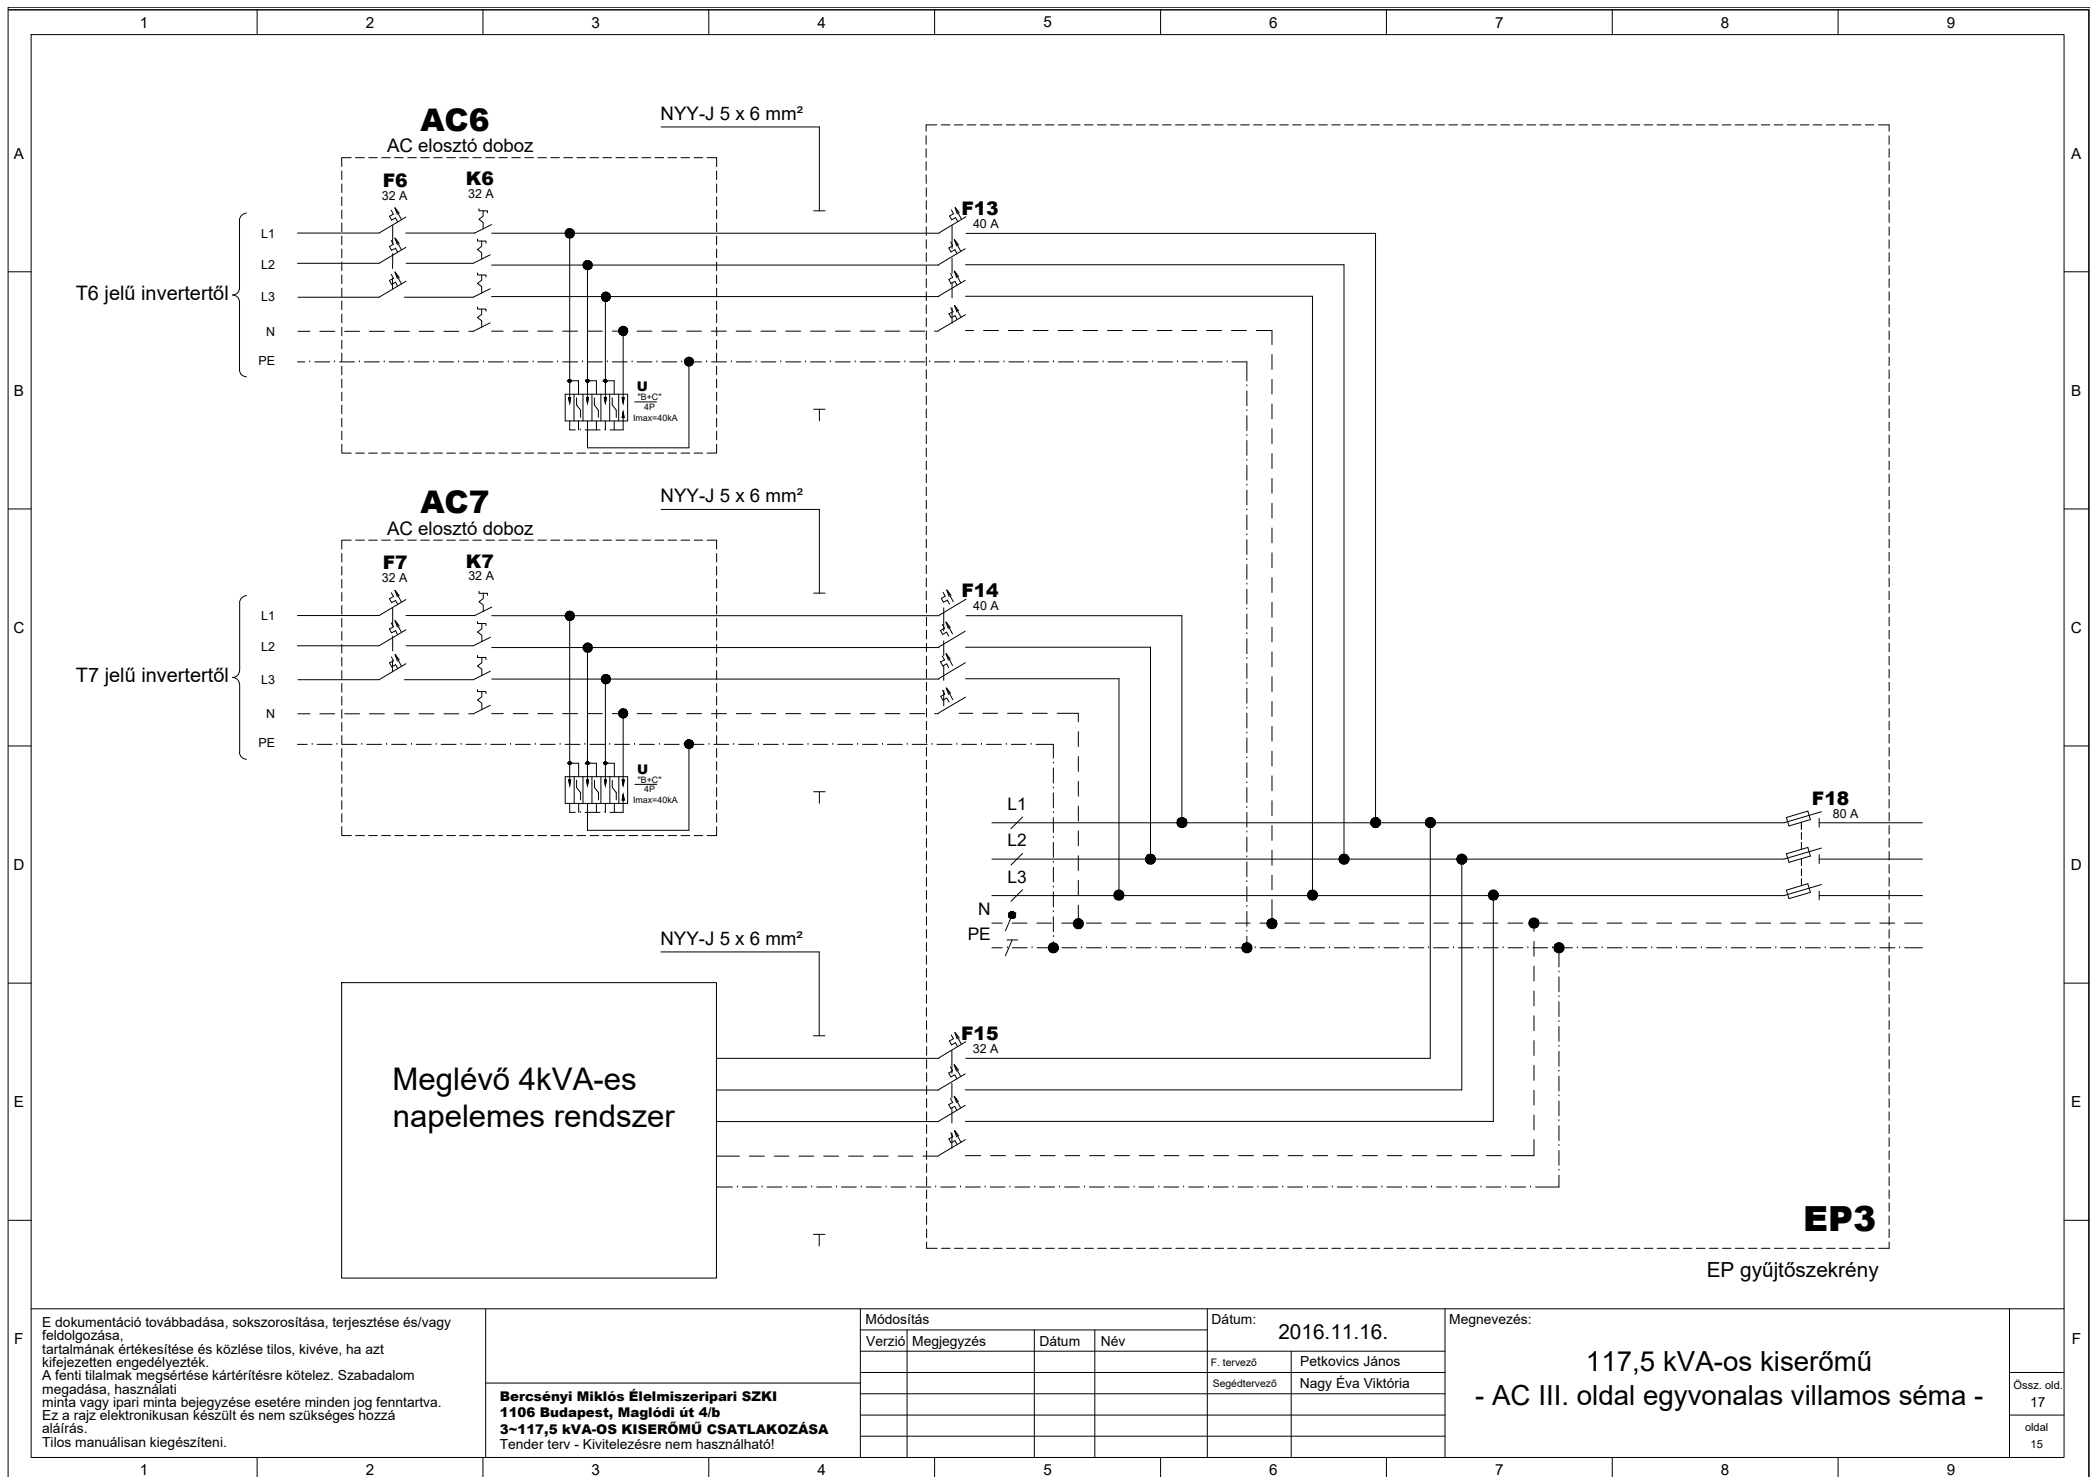 1 2 3 4 5 6 7 8 9
A A
AC6
AC elosztó doboz
NYY-J 5 x 6 mm²
F6
32 A
K6
32 A
F13
40 A
T6 jelű invertertől
L1
L2
L3
N
PE
U
"B+C"
4P
Imax=40kA
B B
AC7
AC elosztó doboz
NYY-J 5 x 6 mm²
F7
32 A
K7
32 A
F14
40 A
C C
T7 jelű invertertől
L1
L2
L3
N
PE
U
"B+C"
4P
Imax=40kA
L1
L2
L3
N
PE
F18
80 A
D D
NYY-J 5 x 6 mm²
F15
32 A
Meglévő 4kVA-es
napelemes rendszer
E E
EP3
EP gyűjtőszekrény
F F
E dokumentáció továbbadása, sokszorosítása, terjesztése és/vagy
feldolgozása,
tartalmának értékesítése és közlése tilos, kivéve, ha azt
kifejezetten engedélyezték.
A fenti tilalmak megsértése kártérítésre kötelez. Szabadalom
megadása, használati
minta vagy ipari minta bejegyzése esetére minden jog fenntartva.
Ez a rajz elektronikusan készült és nem szükséges hozzá
aláírás.
Tilos manuálisan kiegészíteni.
Bercsényi Miklós Élelmiszeripari SZKI
1106 Budapest, Maglódi út 4/b
3~117,5 kVA-OS KISERŐMŰ CSATLAKOZÁSA
Tender terv - Kivitelezésre nem használható!
Módosítás
Verzió Megjegyzés Dátum Név
Dátum:
2016.11.16.
F. tervező Petkovics János
Segédtervező Nagy Éva Viktória
Megnevezés:
117,5 kVA-os kiserőmű
- AC III. oldal egyvonalas villamos séma -
Össz. old.
17
oldal
15
1 2 3 4 5 6 7 8 9